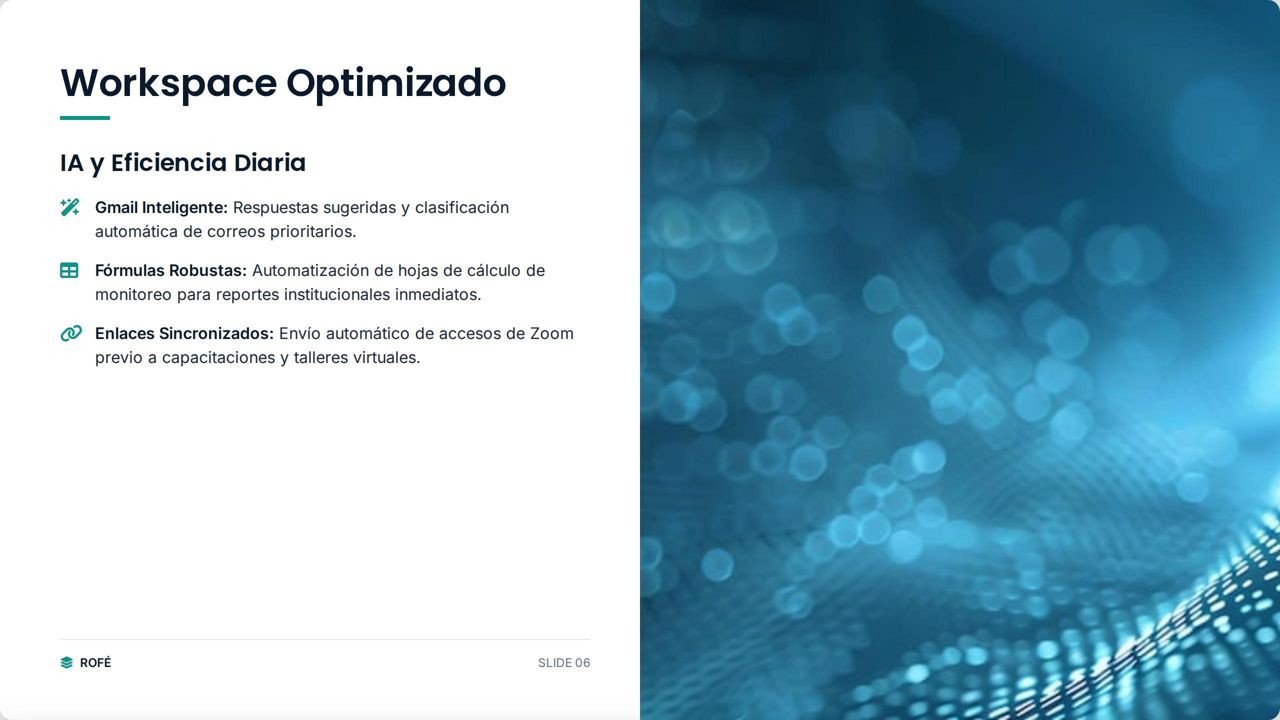 Workspace Optimizado
IA y Eficiencia Diaria
Gmail Inteligente: Respuestas sugeridas y clasificación
automática de correos prioritarios.
Fórmulas Robustas: Automatización de hojas de cálculo de
monitoreo para reportes institucionales inmediatos.
Enlaces Sincronizados: Envío automático de accesos de Zoom
previo a capacitaciones y talleres virtuales.
ROFÉ
SLIDE 06